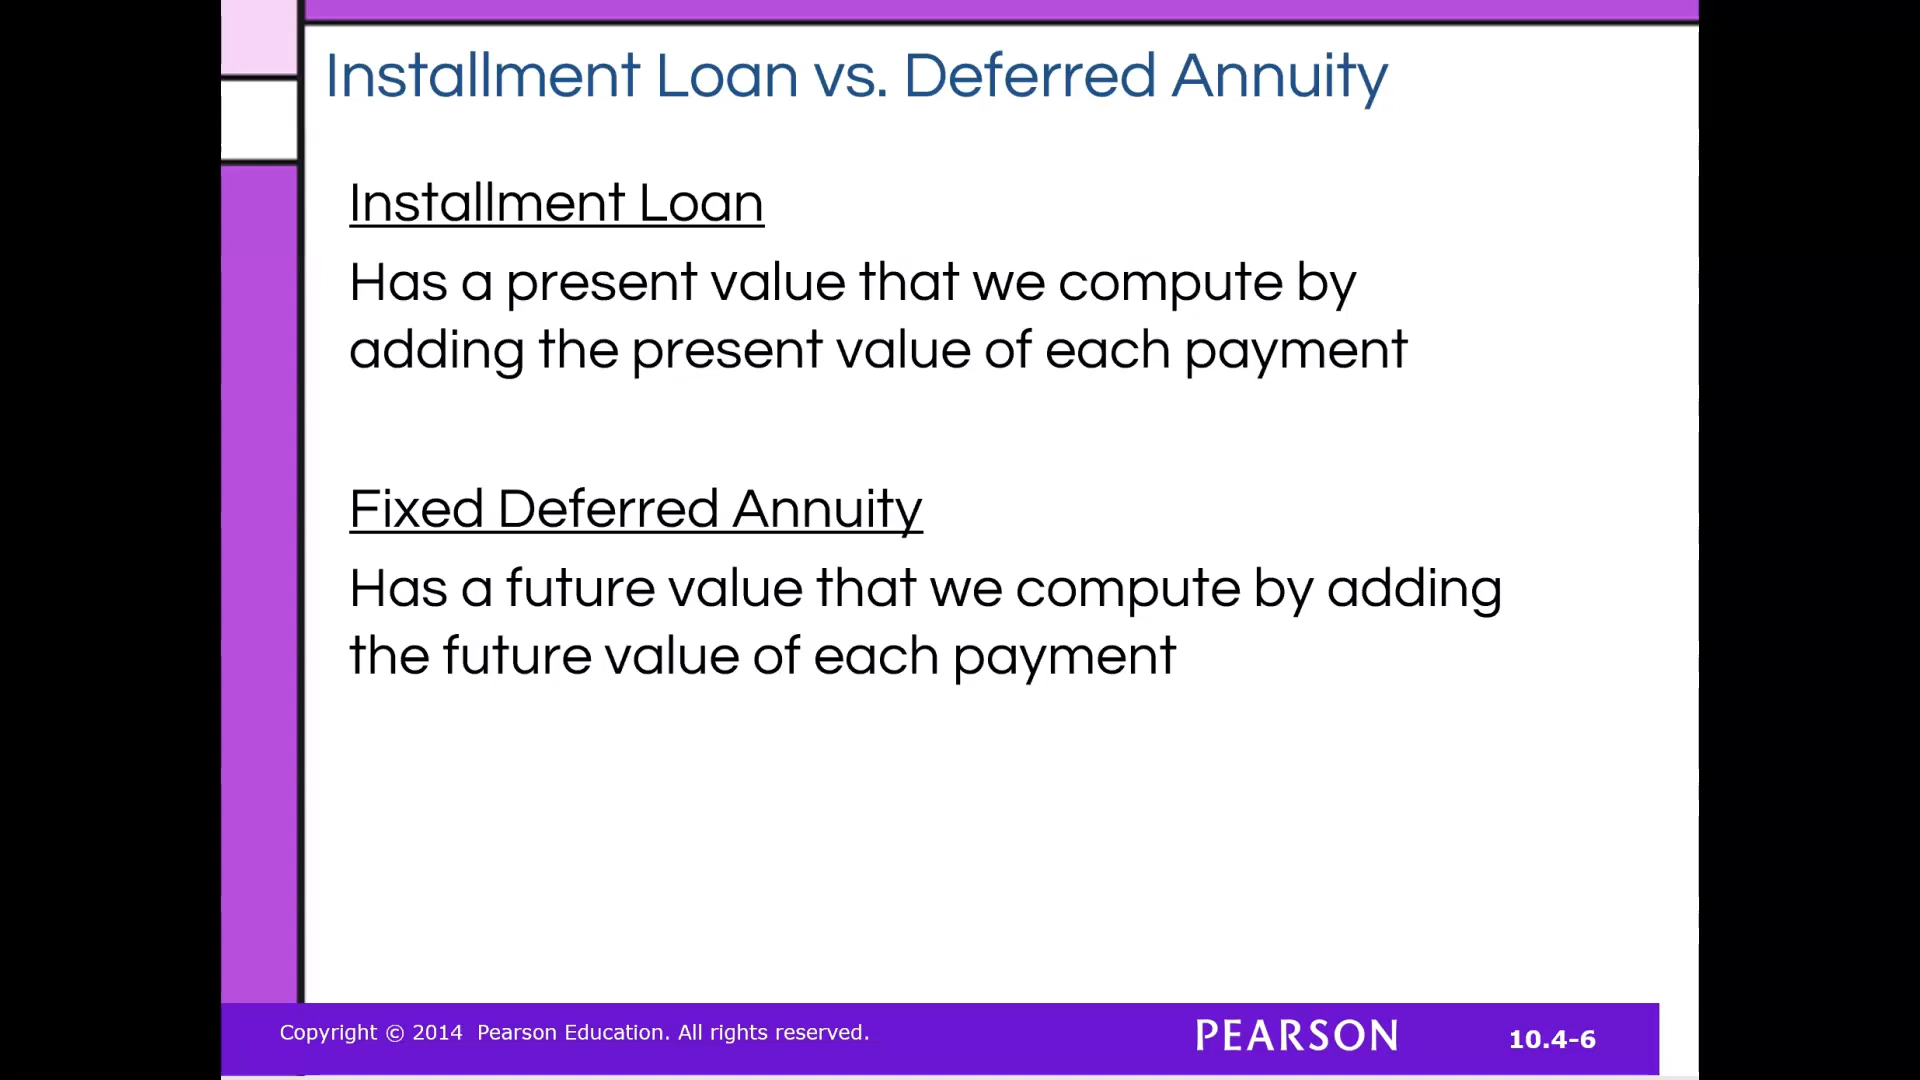 Installment Loan vs. Deferred Annuity
Installment Loan
Has a present value that we compute by
adding the present value of each payment
Fixed Deferred Annuity
Has a future value that we compute by adding
the future value of each payment
Copyright © 2014 Pearson Education. All rights reserved.
PEARSON
10.4-6